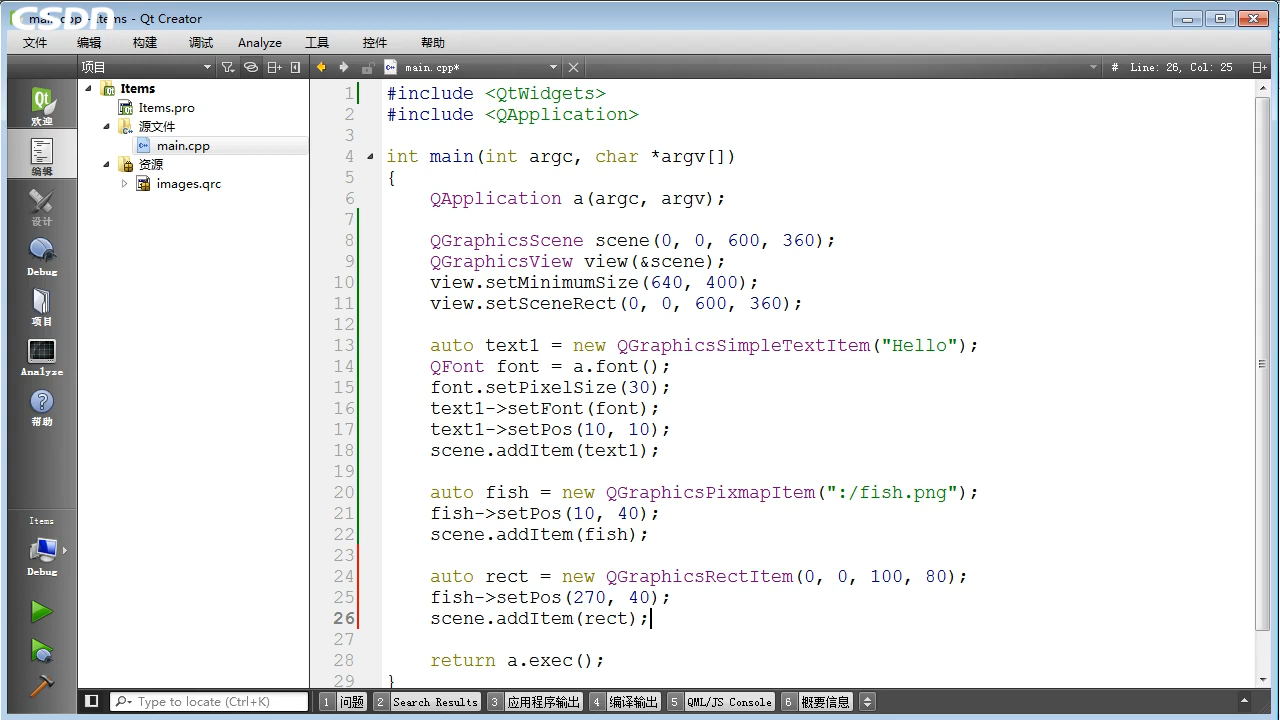 CSDN
main.cpp - Items - Qt Creator
文件 编辑 构建 调试 Analyze 工具 控件 帮助
项目 main.cpp* # Line: 26, Col: 25
欢迎
编辑
设计
Debug
项目
Analyze
帮助
Items
Debug
Items
Items.pro
源文件
main.cpp
资源
images.qrc
1 #include <QtWidgets>
2 #include <QApplication>
3
4 int main(int argc, char *argv[])
5 {
6 QApplication a(argc, argv);
7
8 QGraphicsScene scene(0, 0, 600, 360);
9 QGraphicsView view(&scene);
10 view.setMinimumSize(640, 400);
11 view.setSceneRect(0, 0, 600, 360);
12
13 auto text1 = new QGraphicsSimpleTextItem("Hello");
14 QFont font = a.font();
15 font.setPixelSize(30);
16 text1->setFont(font);
17 text1->setPos(10, 10);
18 scene.addItem(text1);
19
20 auto fish = new QGraphicsPixmapItem(":/fish.png");
21 fish->setPos(10, 40);
22 scene.addItem(fish);
23
24 auto rect = new QGraphicsRectItem(0, 0, 100, 80);
25 fish->setPos(270, 40);
26 scene.addItem(rect);
27
28 return a.exec();
29 }
Type to locate (Ctrl+K) 1 问题 2 Search Results 3 应用程序输出 4 编译输出 5 QML/JS Console 6 概要信息